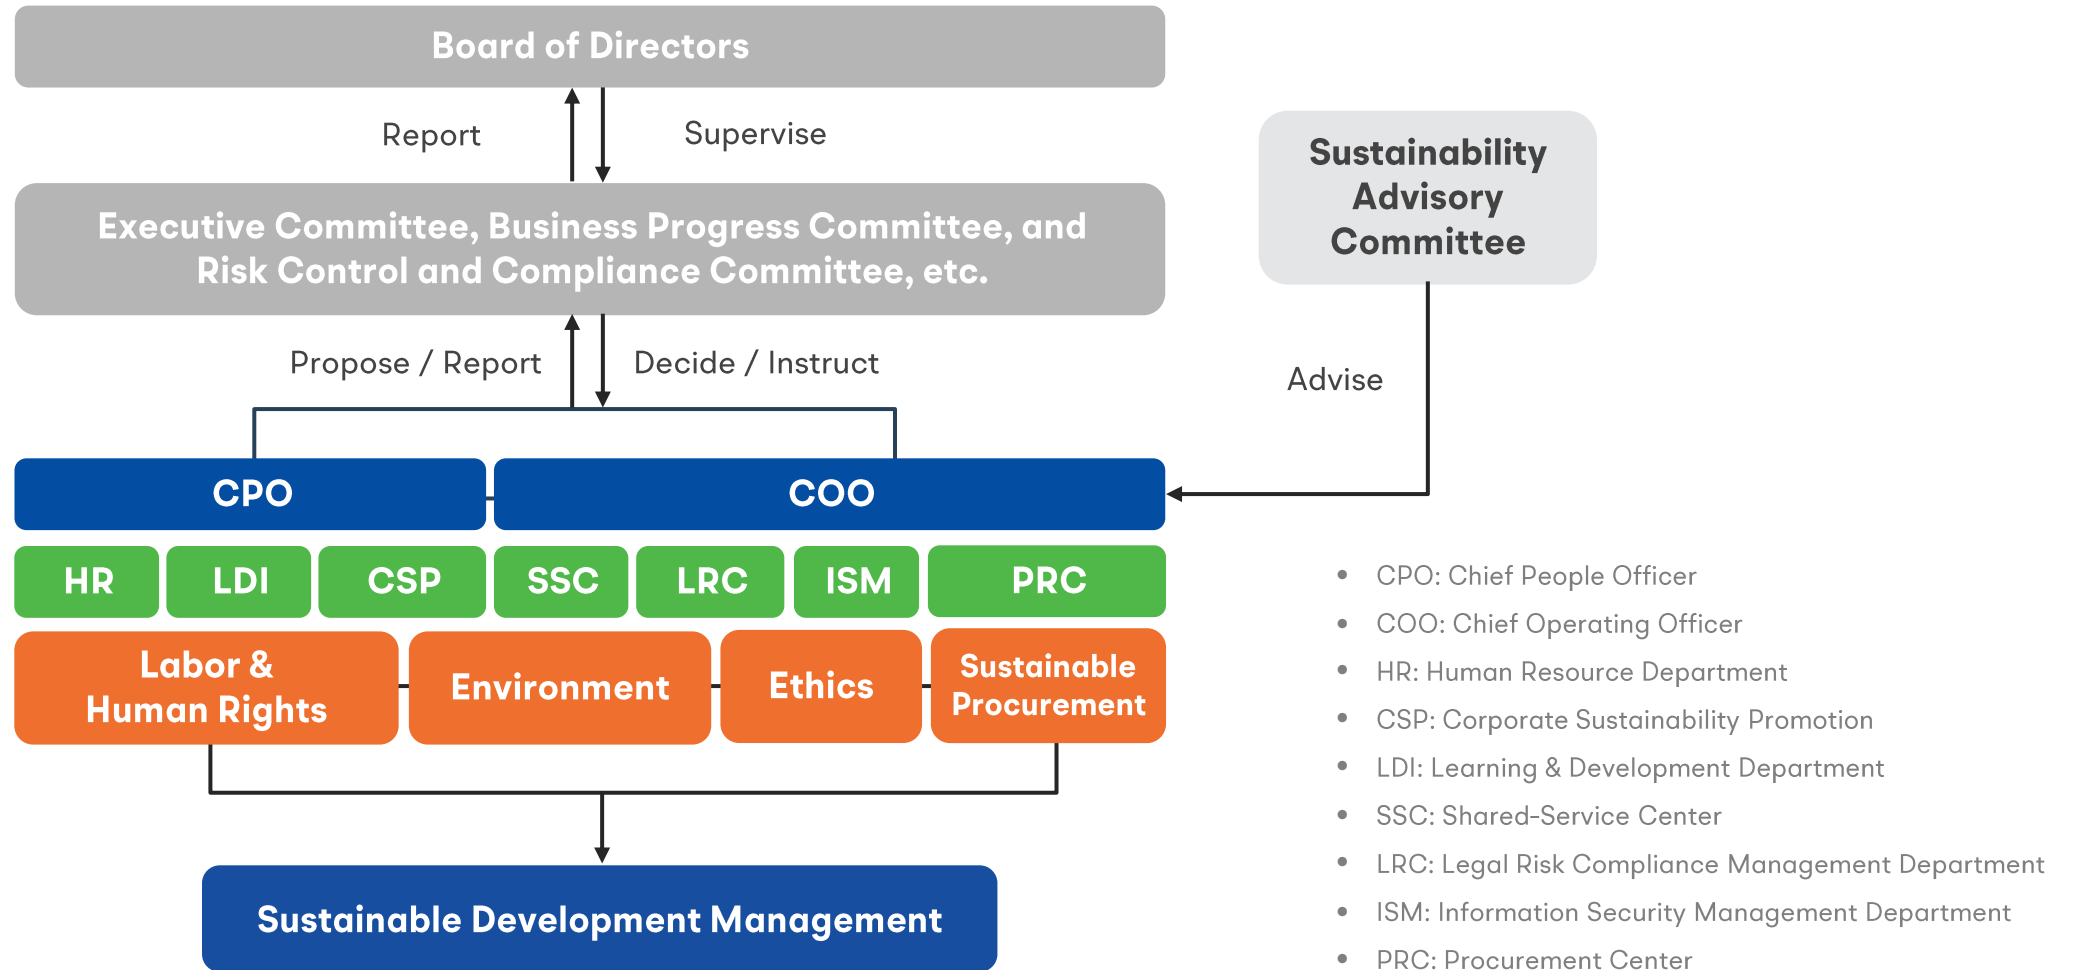 Board of Directors
Report
Supervise
Executive Committee, Business Progress Committee, and
Risk Control and Compliance Committee, etc.
Sustainability
Advisory
Committee
Propose / Report
Decide / Instruct
Advise
CPO
COO
HR
LDI
CSP
SSC
LRC
ISM
PRC
Labor &
Human Rights
Environment
Ethics
Sustainable
Procurement
Sustainable Development Management
• CPO: Chief People Officer
• COO: Chief Operating Officer
• HR: Human Resource Department
• CSP: Corporate Sustainability Promotion
• LDI: Learning & Development Department
• SSC: Shared-Service Center
• LRC: Legal Risk Compliance Management Department
• ISM: Information Security Management Department
• PRC: Procurement Center